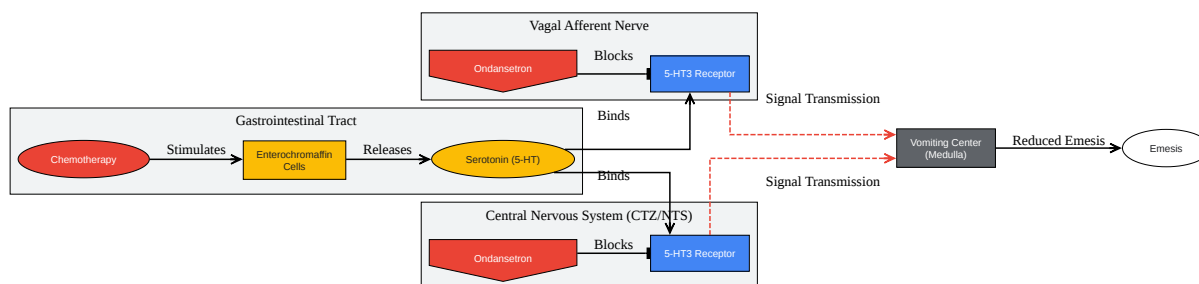 Vagal Afferent Nerve
Ondansetron
Blocks
5-HT3 Receptor
Signal Transmission
Binds
Gastrointestinal Tract
Chemotherapy
Stimulates
Enterochromaffin
Cells
Releases
Serotonin (5-HT)
Binds
Vomiting Center
(Medulla)
Reduced Emesis
Emesis
Signal Transmission
Central Nervous System (CTZ/NTS)
Ondansetron
Blocks
5-HT3 Receptor